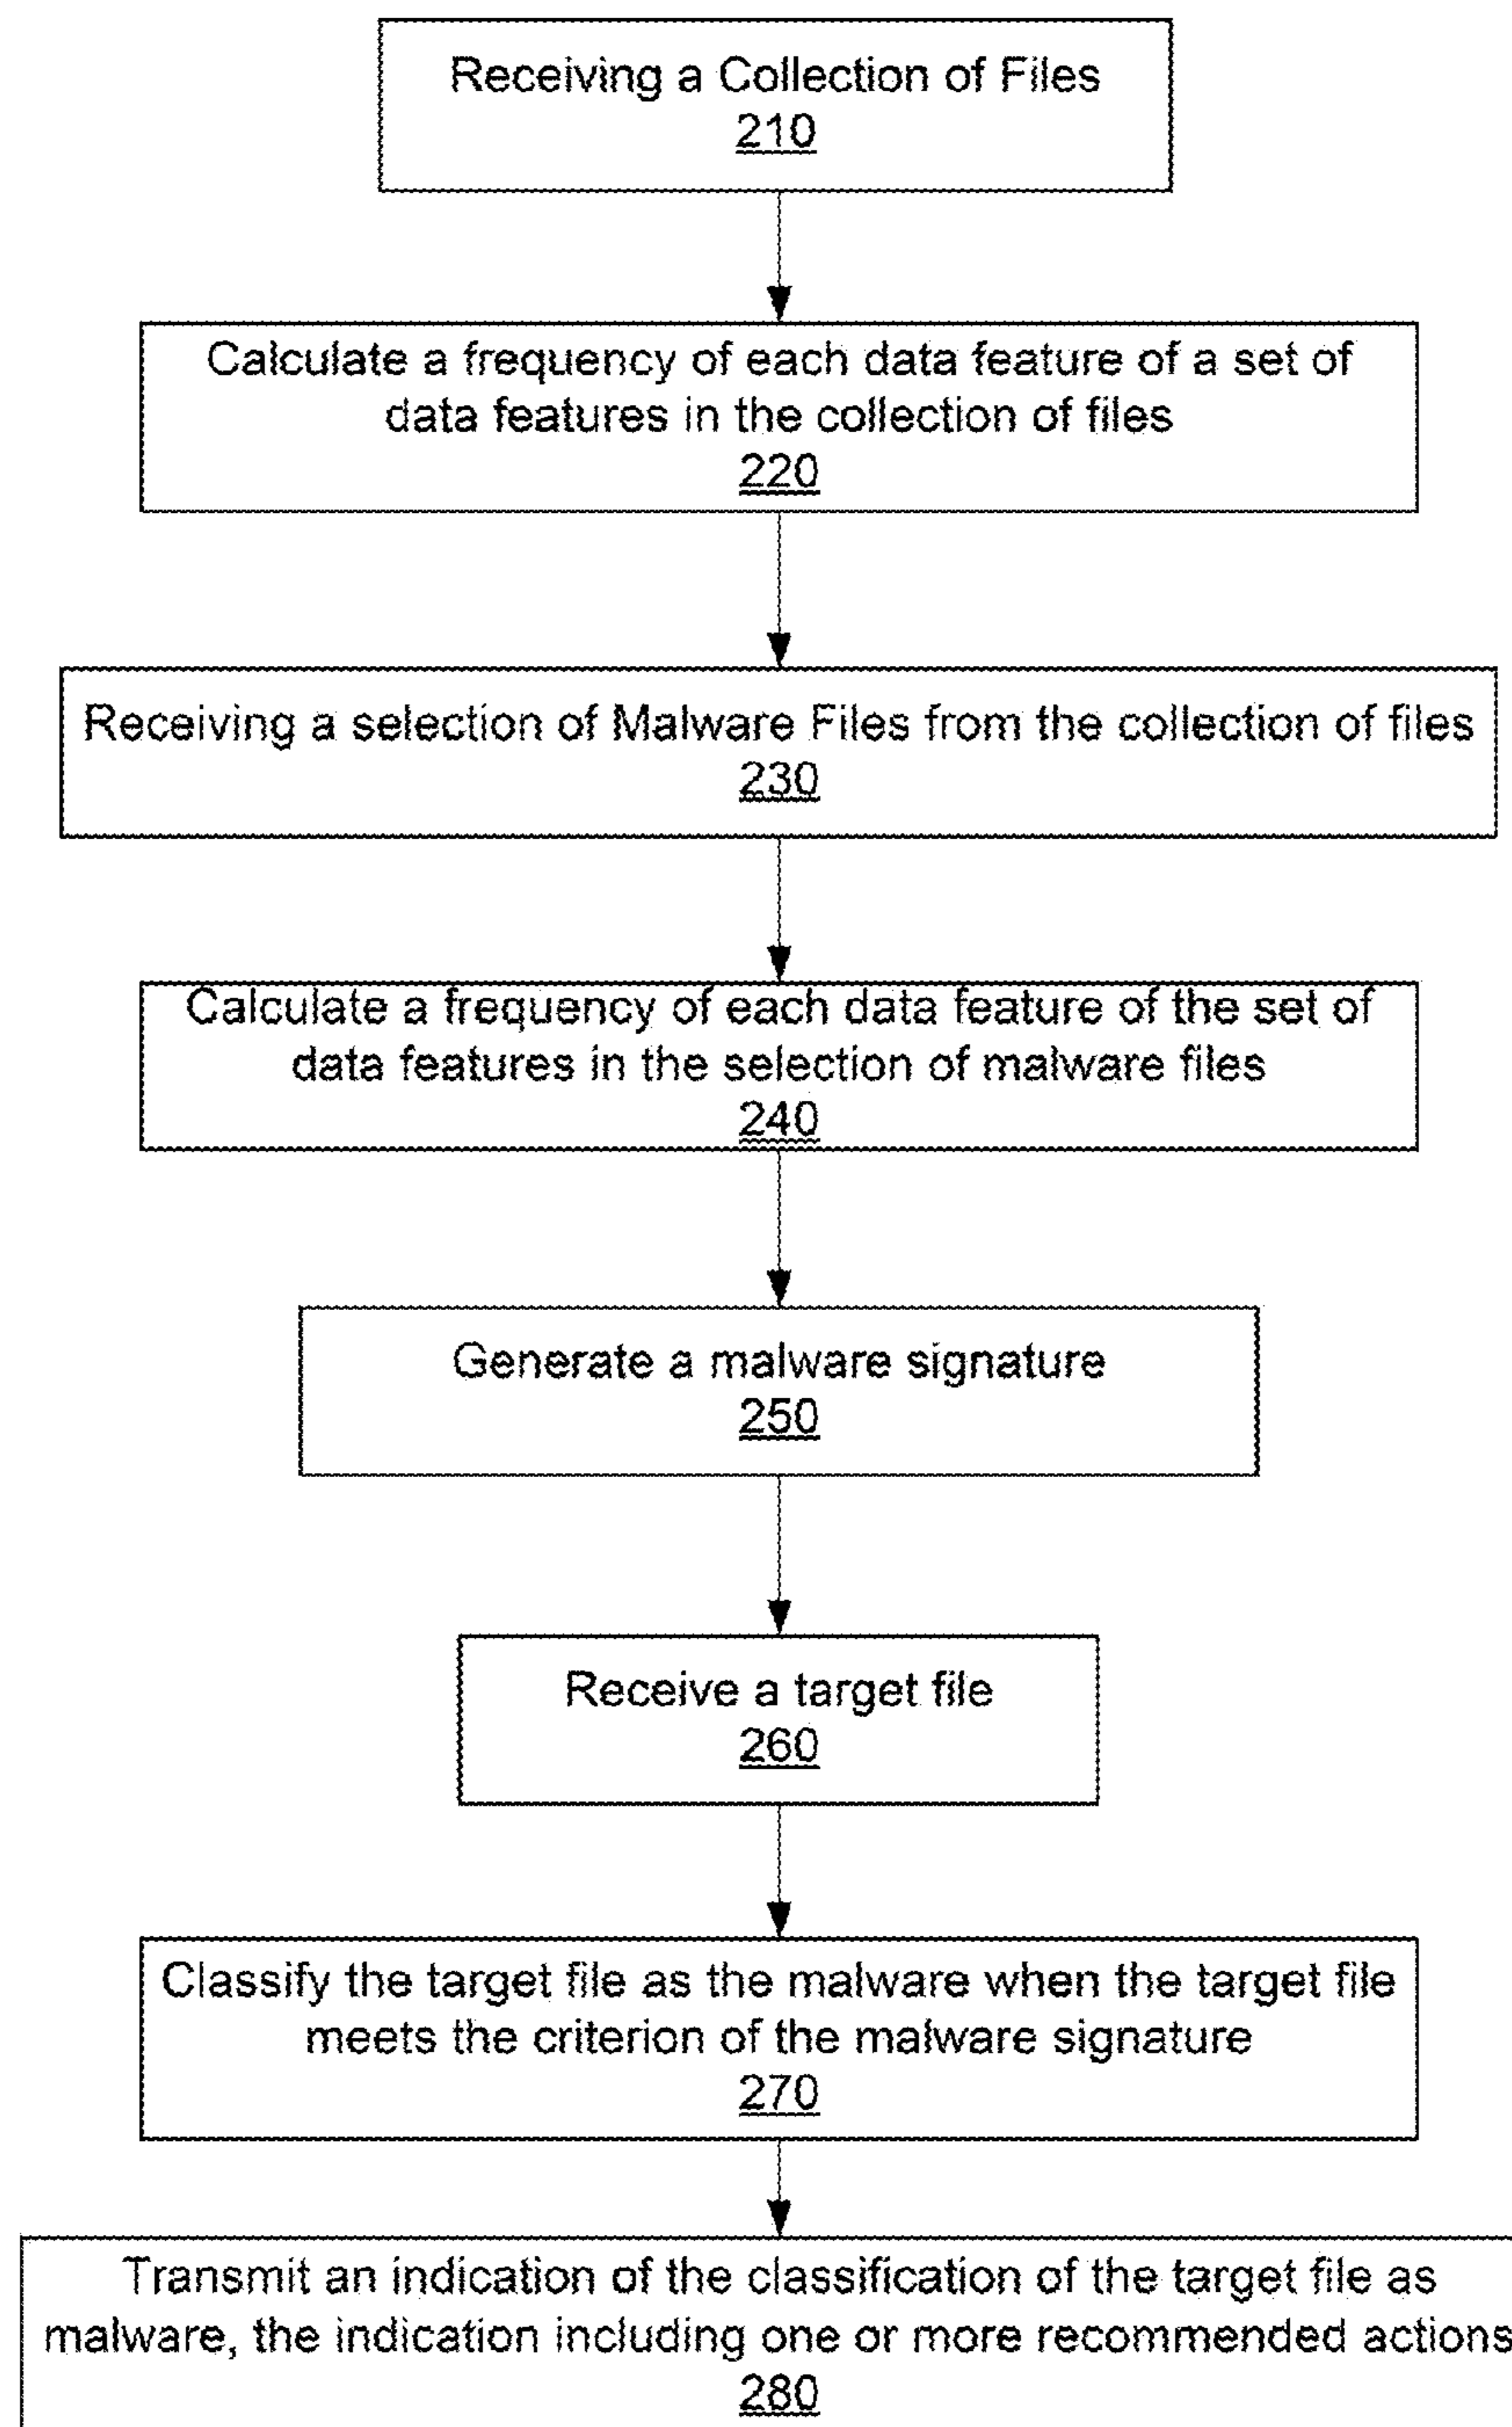 Receiving a Collection of Files
210
Calculate a frequency of each data feature of a set of
data features in the collection of files
220
Receiving a selection of Malware Files from the collection of files
230
Calculate a frequency of each data feature of the set of
data features in the selection of malware files
240
Generate a malware signature
250
Receive a target file
260
Classify the target file as the malware when the target file
meets the criterion of the malware signature
270
Transmit an indication of the classification of the target file as
malware, the indication including one or more recommended actions
280